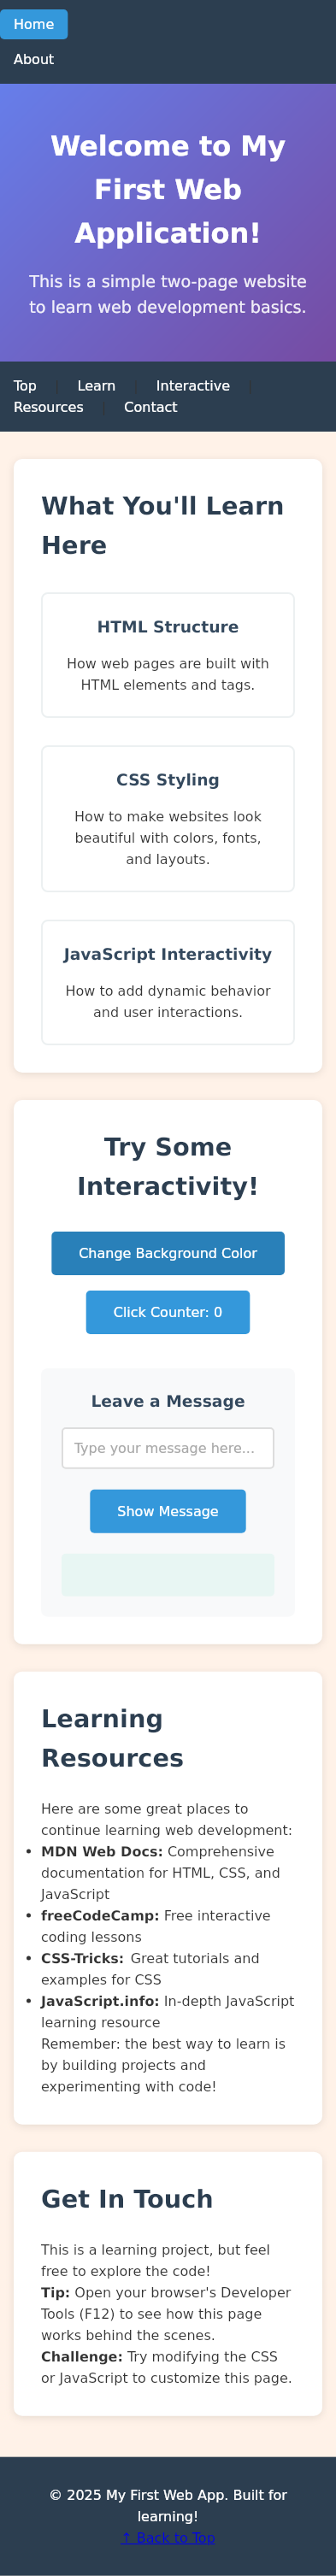 Home
About
Welcome to My
First Web
Application!
This is a simple two-page website
to learn web development basics.
Top | Learn | Interactive |
Resources | Contact
What You'll Learn
Here
HTML Structure
How web pages are built with
HTML elements and tags.
CSS Styling
How to make websites look
beautiful with colors, fonts,
and layouts.
JavaScript Interactivity
How to add dynamic behavior
and user interactions.
Try Some
Interactivity!
Change Background Color
Click Counter: 0
Leave a Message
Type your message here...
Show Message
Learning
Resources
Here are some great places to
continue learning web development:
• MDN Web Docs: Comprehensive
documentation for HTML, CSS, and
JavaScript
• freeCodeCamp: Free interactive
coding lessons
• CSS-Tricks: Great tutorials and
examples for CSS
• JavaScript.info: In-depth JavaScript
learning resource
Remember: the best way to learn is
by building projects and
experimenting with code!
Get In Touch
This is a learning project, but feel
free to explore the code!
Tip: Open your browser's Developer
Tools (F12) to see how this page
works behind the scenes.
Challenge: Try modifying the CSS
or JavaScript to customize this page.
© 2025 My First Web App. Built for
learning!
↑ Back to Top